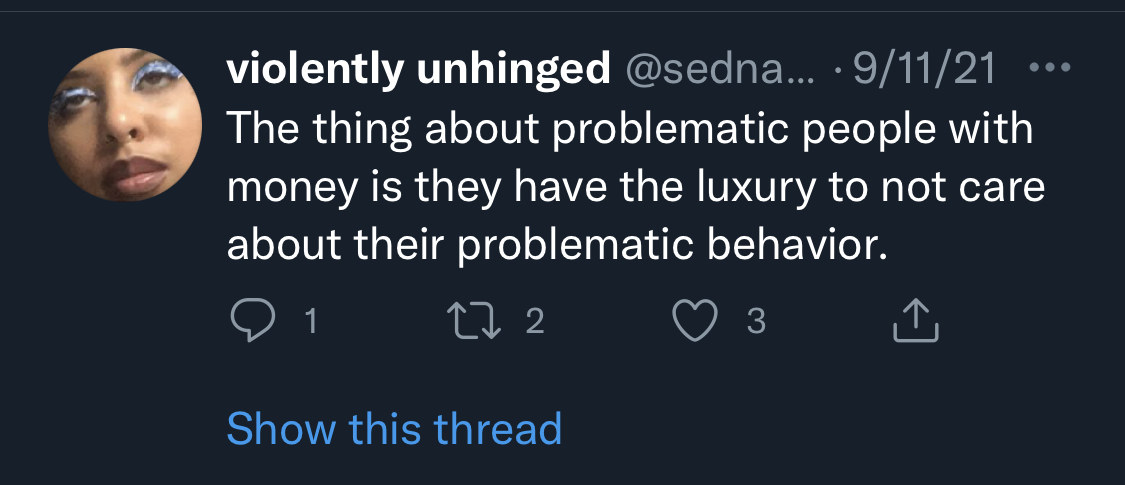 violently unhinged @sedna... · 9/11/21
The thing about problematic people with
money is they have the luxury to not care
about their problematic behavior.
1 2 3
Show this thread